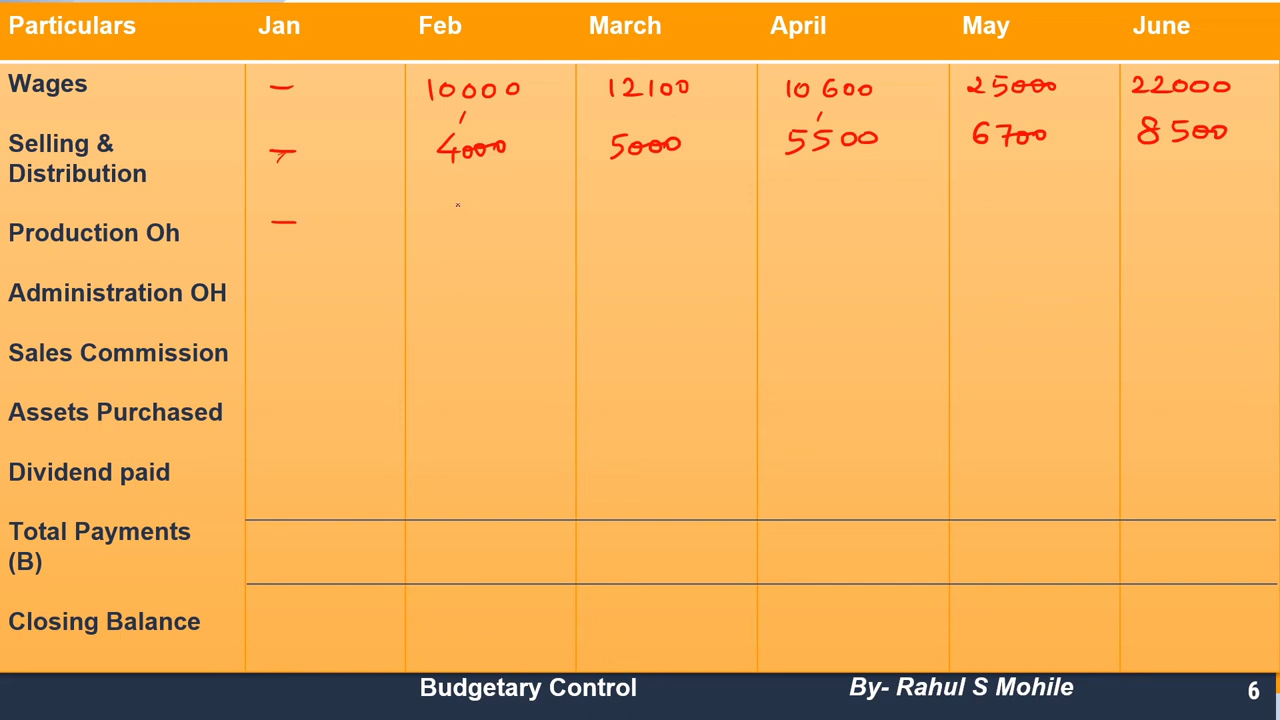 Particulars Jan Feb March April May June
Wages — 10000 12100 10600 25000 22000
Selling & — 4000 5000 5500 6700 8500
Distribution
Production Oh —
Administration OH
Sales Commission
Assets Purchased
Dividend paid
Total Payments
(B)
Closing Balance
Budgetary Control By- Rahul S Mohile 6